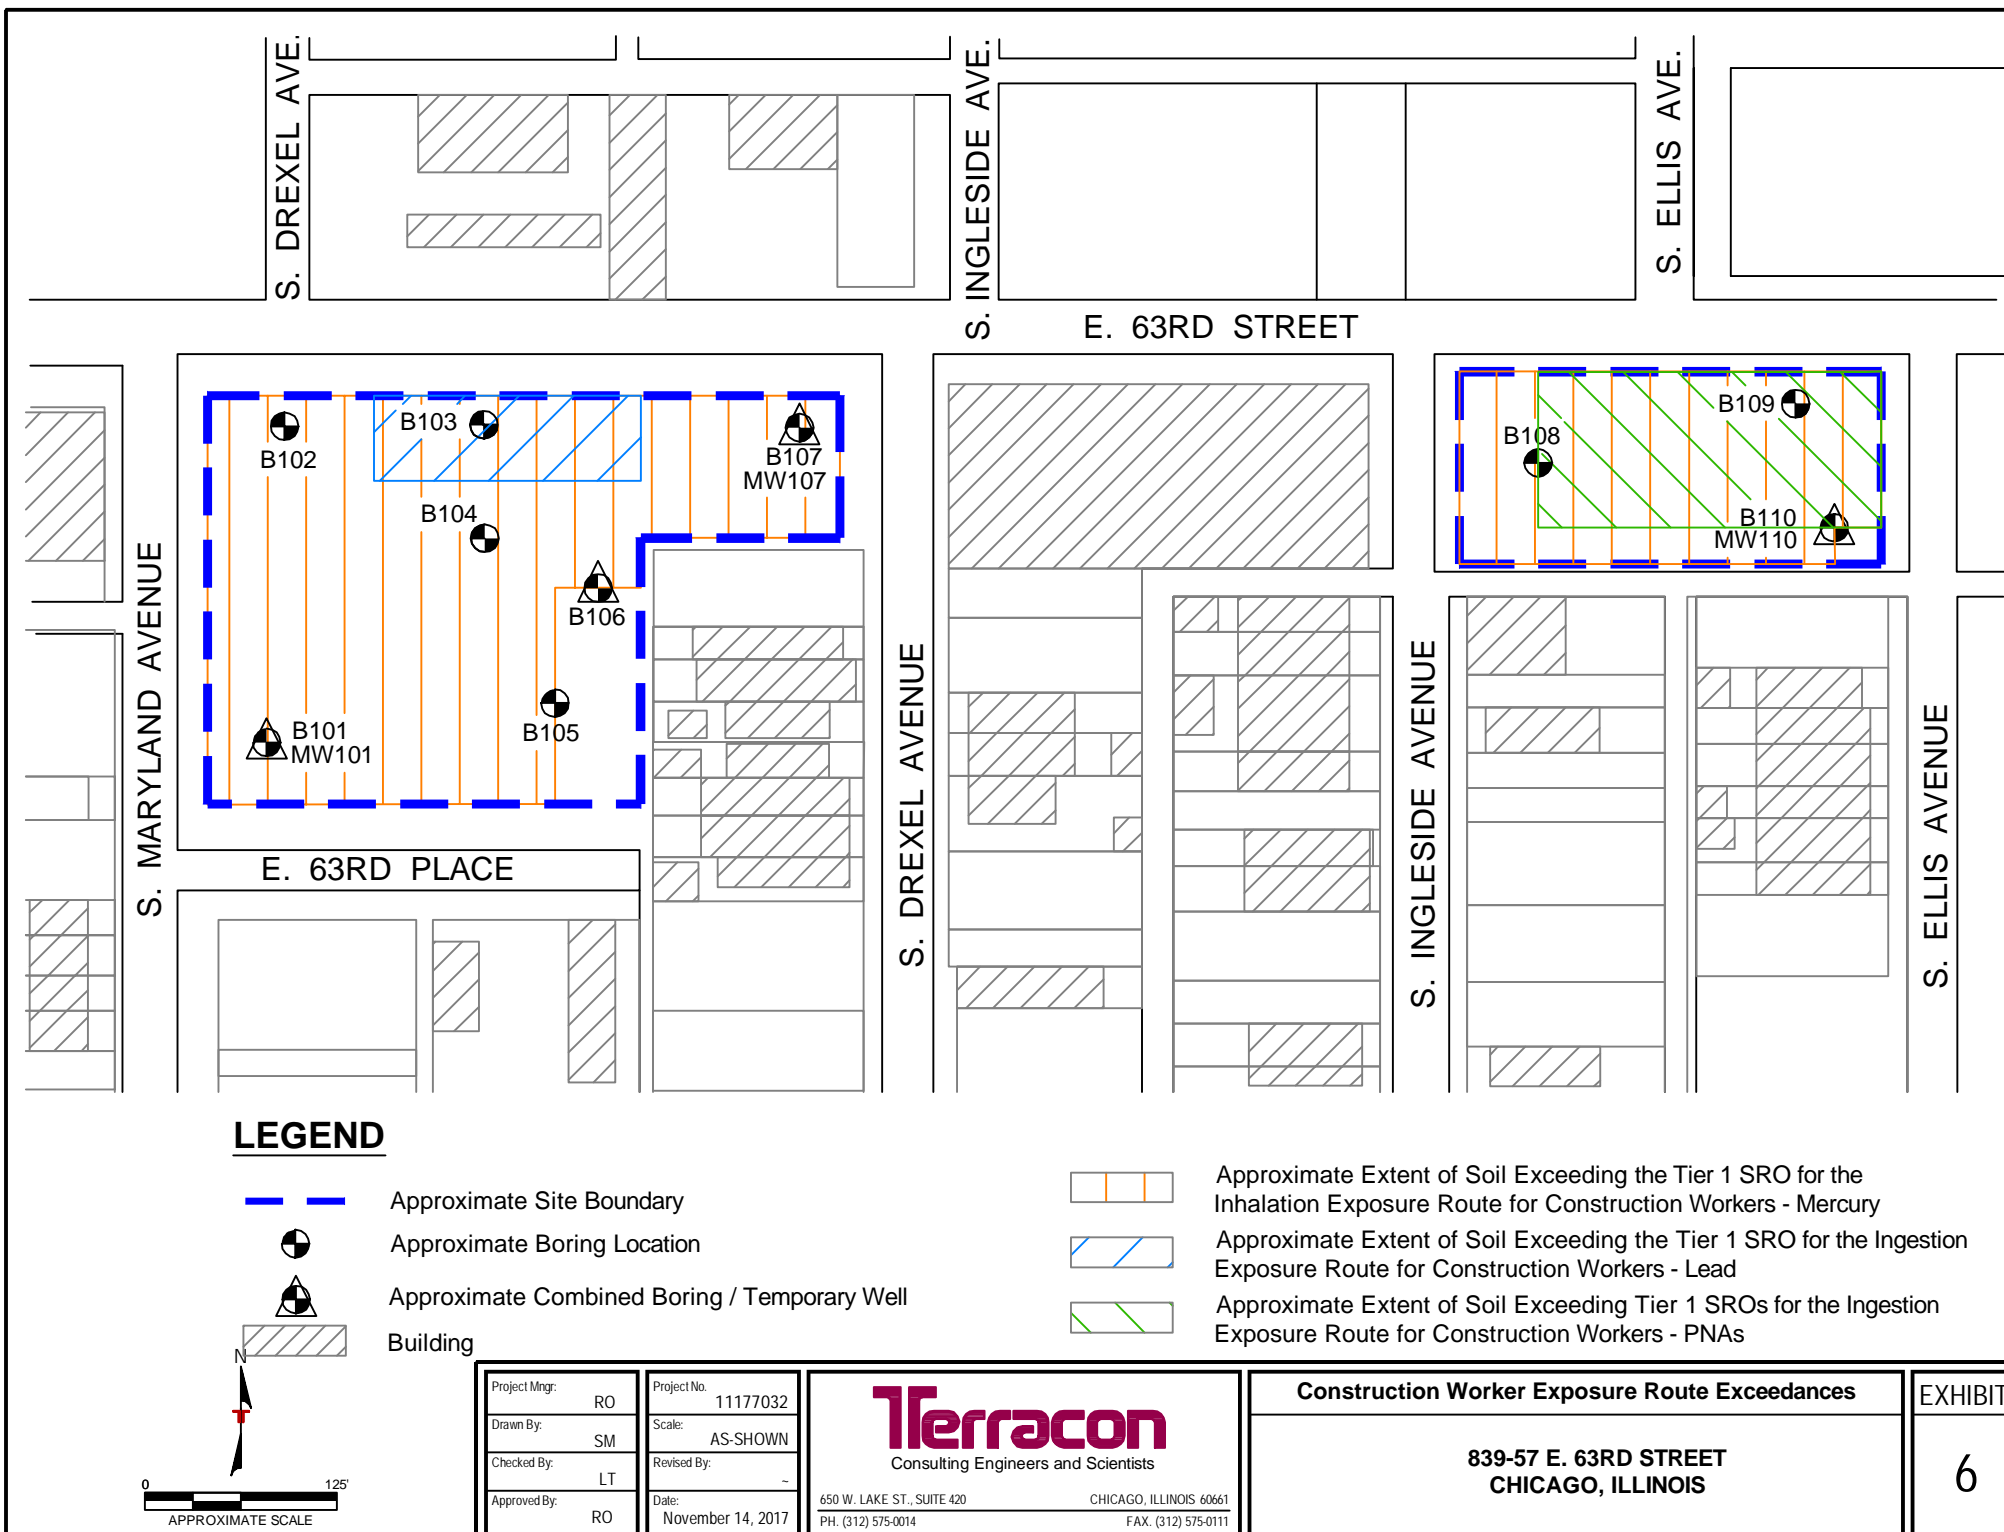 S. DREXEL AVE.
S. INGLESIDE AVE.
S. ELLIS AVE.
E. 63RD STREET
B102
B103
B104
B107
MW107
B106
B105
B101
MW101
B108
B109
B110
MW110
S. MARYLAND AVENUE
E. 63RD PLACE
S. DREXEL AVENUE
S. INGLESIDE AVENUE
S. ELLIS AVENUE
LEGEND
Approximate Site Boundary
Approximate Boring Location
Approximate Combined Boring / Temporary Well
Building
Approximate Extent of Soil Exceeding the Tier 1 SRO for the
Inhalation Exposure Route for Construction Workers - Mercury
Approximate Extent of Soil Exceeding the Tier 1 SRO for the Ingestion
Exposure Route for Construction Workers - Lead
Approximate Extent of Soil Exceeding Tier 1 SROs for the Ingestion
Exposure Route for Construction Workers - PNAs
N
0 125'
APPROXIMATE SCALE
Project Mngr: RO
Drawn By: SM
Checked By: LT
Approved By: RO
Project No. 11177032
Scale: AS-SHOWN
Revised By: ~
Date: November 14, 2017
Terracon
Consulting Engineers and Scientists
650 W. LAKE ST., SUITE 420 CHICAGO, ILLINOIS 60661
PH. (312) 575-0014 FAX. (312) 575-0111
Construction Worker Exposure Route Exceedances
839-57 E. 63RD STREET
CHICAGO, ILLINOIS
EXHIBIT
6